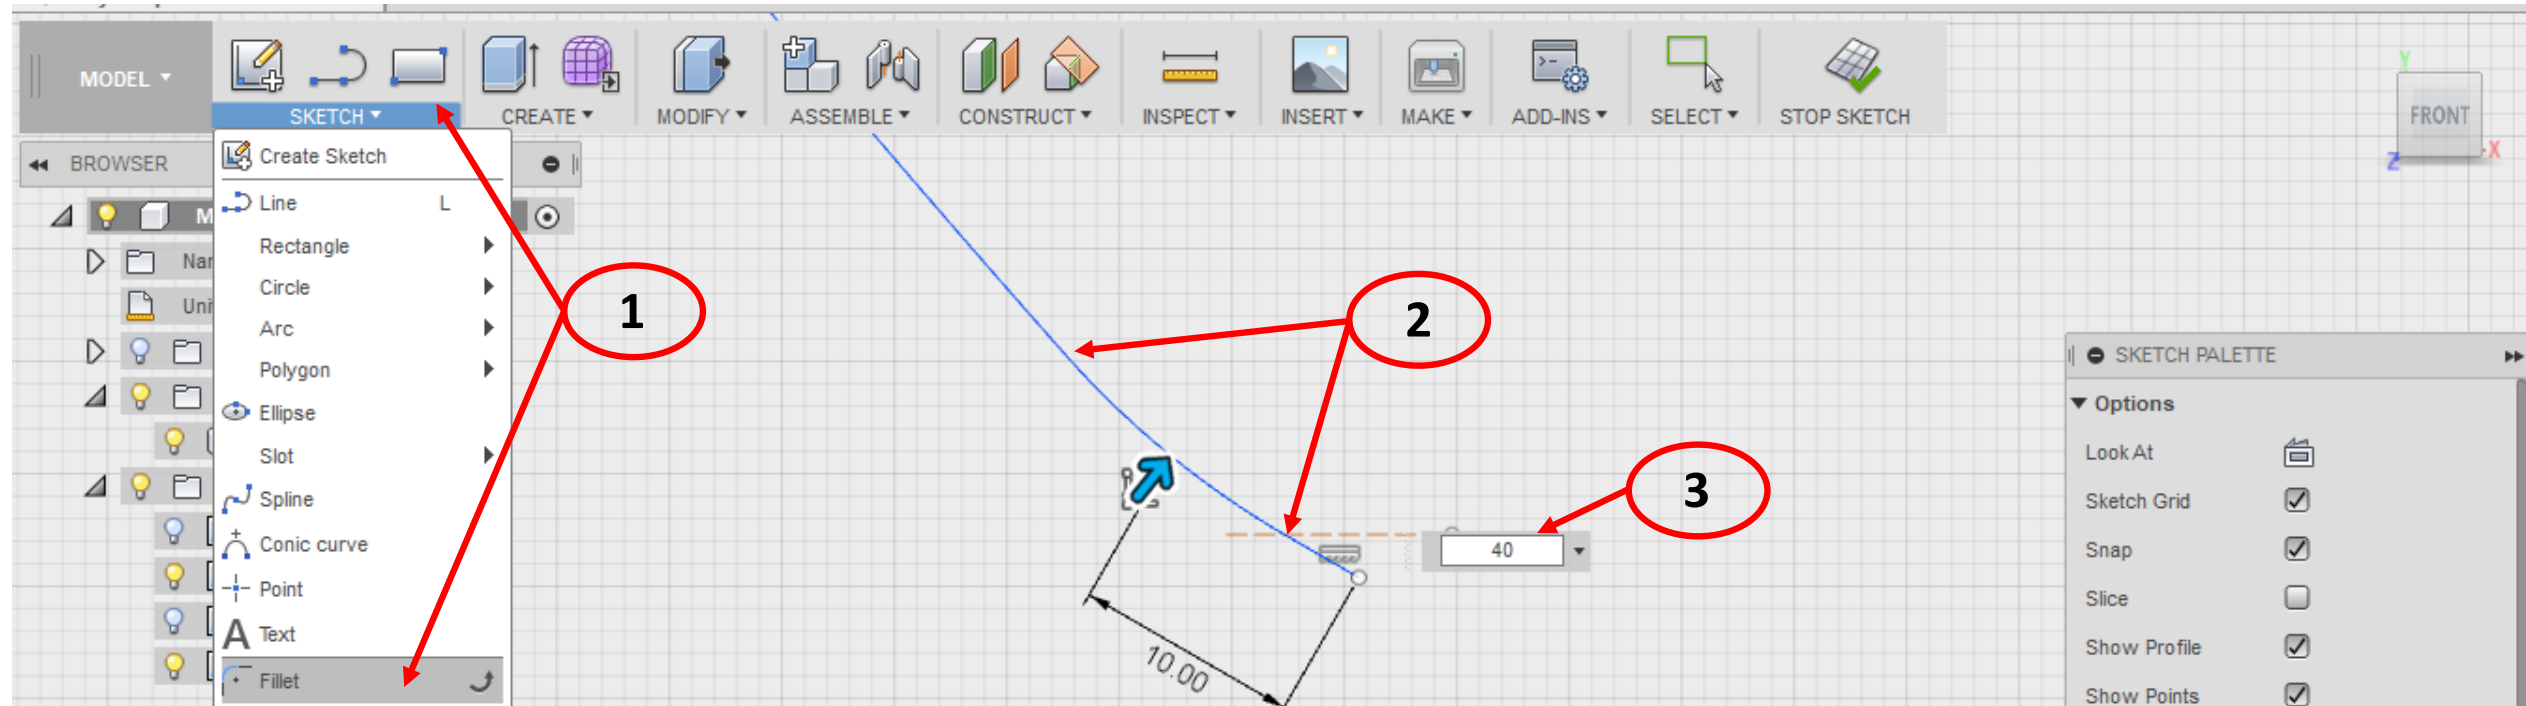 MODEL
SKETCH
CREATE
MODIFY
ASSEMBLE
CONSTRUCT
INSPECT
INSERT
MAKE
ADD-INS
SELECT
STOP SKETCH
FRONT
Y
X
Z
BROWSER
Create Sketch
Line L
Rectangle
Circle
Arc
Polygon
Ellipse
Slot
Spline
Conic curve
Point
A Text
Fillet
1
2
3
40
10.00
SKETCH PALETTE
Options
Look At
Sketch Grid
Snap
Slice
Show Profile
Show Points